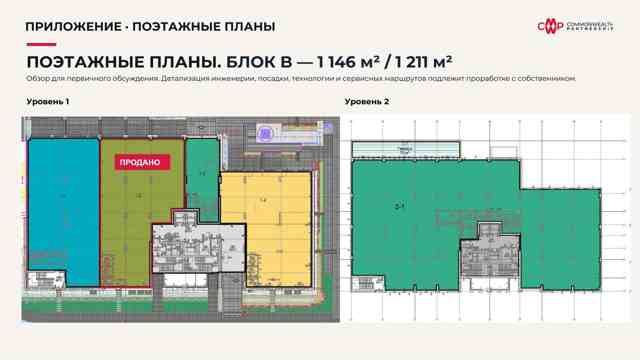 ПРИЛОЖЕНИЕ · ПОЭТАЖНЫЕ ПЛАНЫ
CMWP
COMMONWEALTH
PARTNERSHIP
ПОЭТАЖНЫЕ ПЛАНЫ. БЛОК B — 1 146 м² / 1 211 м²
Обзор для первичного обсуждения. Детализация инженерии, посадки, технологии и сервисных маршрутов подлежит проработке с собственником.
Уровень 1
Уровень 2
ПРОДАНО